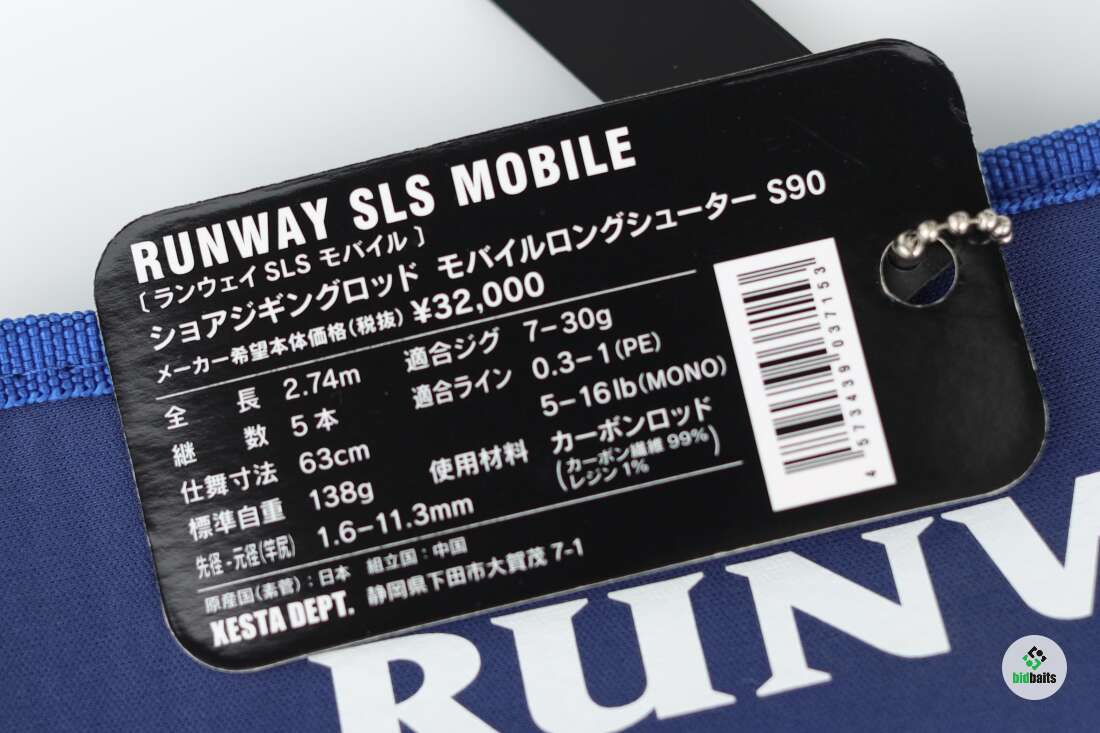 RUNWAY SLS MOBILE
〔ランウェイ SLS モバイル〕
ショアジギングロッド モバイルロングシューター S90
メーカー希望本体価格(税抜) ¥32,000
全長 2.74m 適合ジグ 7–30g
継数 5本 適合ライン 0.3–1(PE)
仕舞寸法 63cm 5–16lb(MONO)
標準自重 138g 使用材料 カーボンロッド
先径・元径(竿尻) 1.6–11.3mm (カーボン繊維 99% レジン 1%)
原産国(素管):日本 組立国:中国
XESTA DEPT. 静岡県下田市大賀茂 7-1
4 573439 037153
RUNW
bidbaits